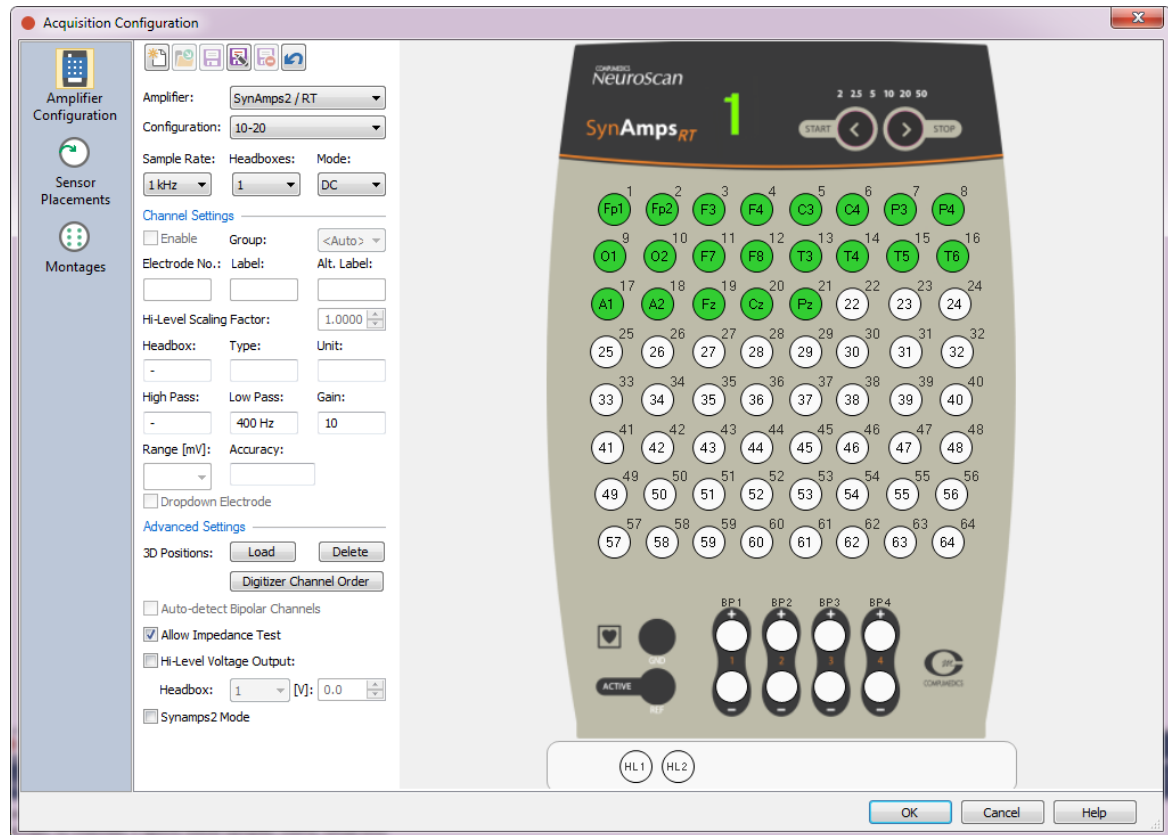 Acquisition Configuration
Amplifier
Configuration
Sensor
Placements
Montages
Amplifier: SynAmps2 / RT
Configuration: 10-20
Sample Rate: Headboxes: Mode:
1 kHz 1 DC
Channel Settings
Enable Group: <Auto>
Electrode No.: Label: Alt. Label:
Hi-Level Scaling Factor: 1.0000
Headbox: Type: Unit:
-
High Pass: Low Pass: Gain:
- 400 Hz 10
Range [mV]: Accuracy:
Dropdown Electrode
Advanced Settings
3D Positions: Load Delete
Digitizer Channel Order
Auto-detect Bipolar Channels
Allow Impedance Test
Hi-Level Voltage Output:
Headbox: 1 [V]: 0.0
Synamps2 Mode
COMPUMEDICS
Neuroscan
SynAmps RT
1
2 2.5 5 10 20 50
START < > STOP
1 2 3 4 5 6 7 8
Fp1 Fp2 F3 F4 C3 C4 P3 P4
9 10 11 12 13 14 15 16
O1 O2 F7 F8 T3 T4 T5 T6
17 18 19 20 21 22 23 24
A1 A2 Fz Cz Pz 22 23 24
25 26 27 28 29 30 31 32
25 26 27 28 29 30 31 32
33 34 35 36 37 38 39 40
33 34 35 36 37 38 39 40
41 42 43 44 45 46 47 48
41 42 43 44 45 46 47 48
49 50 51 52 53 54 55 56
49 50 51 52 53 54 55 56
57 58 59 60 61 62 63 64
57 58 59 60 61 62 63 64
BP1 BP2 BP3 BP4
+ + + +
GND
1 2 3 4
ACTIVE
REF
- - - -
COMPUMEDICS
HL1 HL2
OK Cancel Help